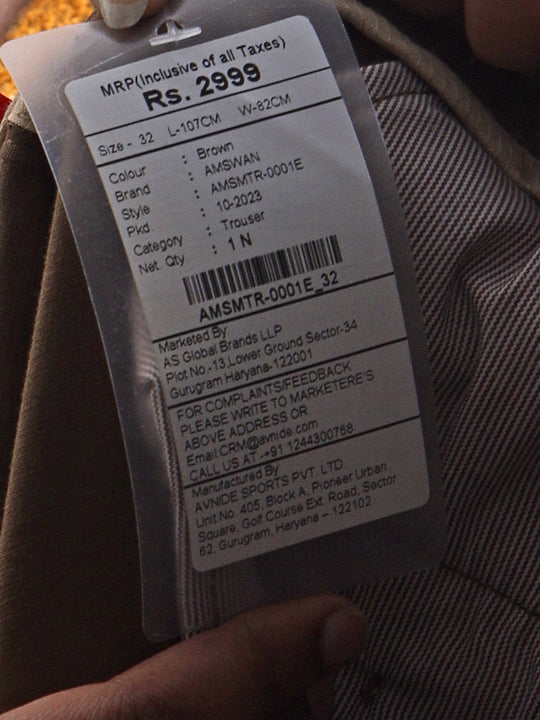 MRP(Inclusive of all Taxes)
Rs. 2999
Size - 32 L-107CM W-82CM
Colour : Brown
Brand : AMSWAN
Style : AMSMTR-0001E
Pkd : 10-2023
Category : Trouser
Net. Qty : 1 N
AMSMTR-0001E_32
Marketed By
AS Global Brands LLP
Plot No.-13,Lower Ground Sector-34
Gurugram Haryana-122001
FOR COMPLAINTS/FEEDBACK
PLEASE WRITE TO MARKETERE'S
ABOVE ADDRESS OR
Email:CRM@avnide.com
CALL US AT:-+91 1244300768
Manufactured By
AVNIDE SPORTS PVT. LTD.
Unit No. 405, Block A, Pioneer Urban
Square, Golf Course Ext. Road, Sector
62, Gurugram, Haryana – 122102